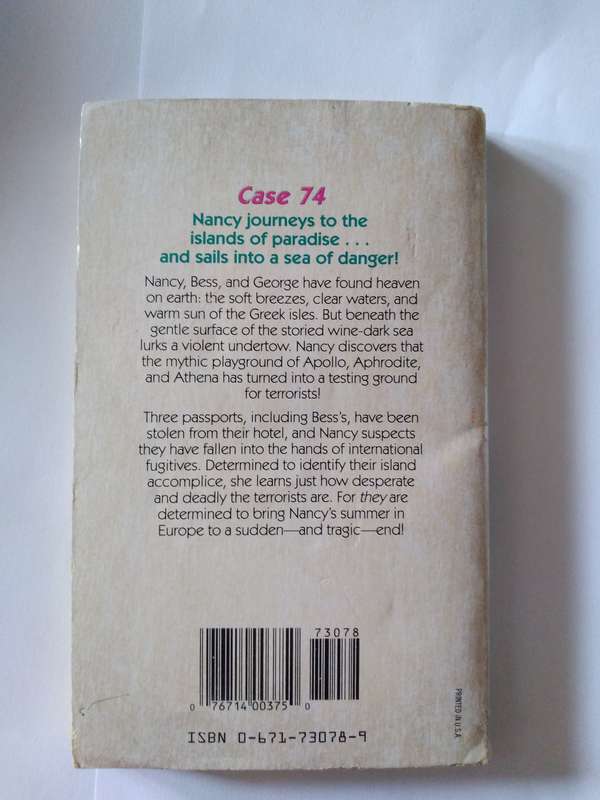 Case 74
Nancy journeys to the
islands of paradise . . .
and sails into a sea of danger!
Nancy, Bess, and George have found heaven
on earth: the soft breezes, clear waters, and
warm sun of the Greek isles. But beneath the
gentle surface of the storied wine-dark sea
lurks a violent undertow. Nancy discovers that
the mythic playground of Apollo, Aphrodite,
and Athena has turned into a testing ground
for terrorists!
Three passports, including Bess's, have been
stolen from their hotel, and Nancy suspects
they have fallen into the hands of international
fugitives. Determined to identify their island
accomplice, she learns just how desperate
and deadly the terrorists are. For they are
determined to bring Nancy's summer in
Europe to a sudden—and tragic—end!
73078
0 76714 00375 0
ISBN 0-671-73078-9
PRINTED IN U.S.A.